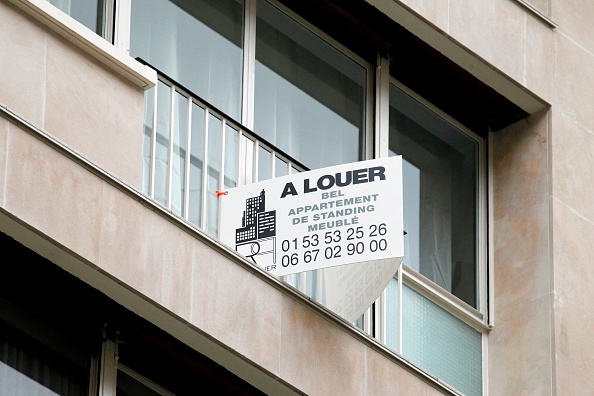 A LOUER
BEL
APPARTEMENT
DE STANDING
MEUBLÉ
01 53 53 25 26
06 67 02 90 00